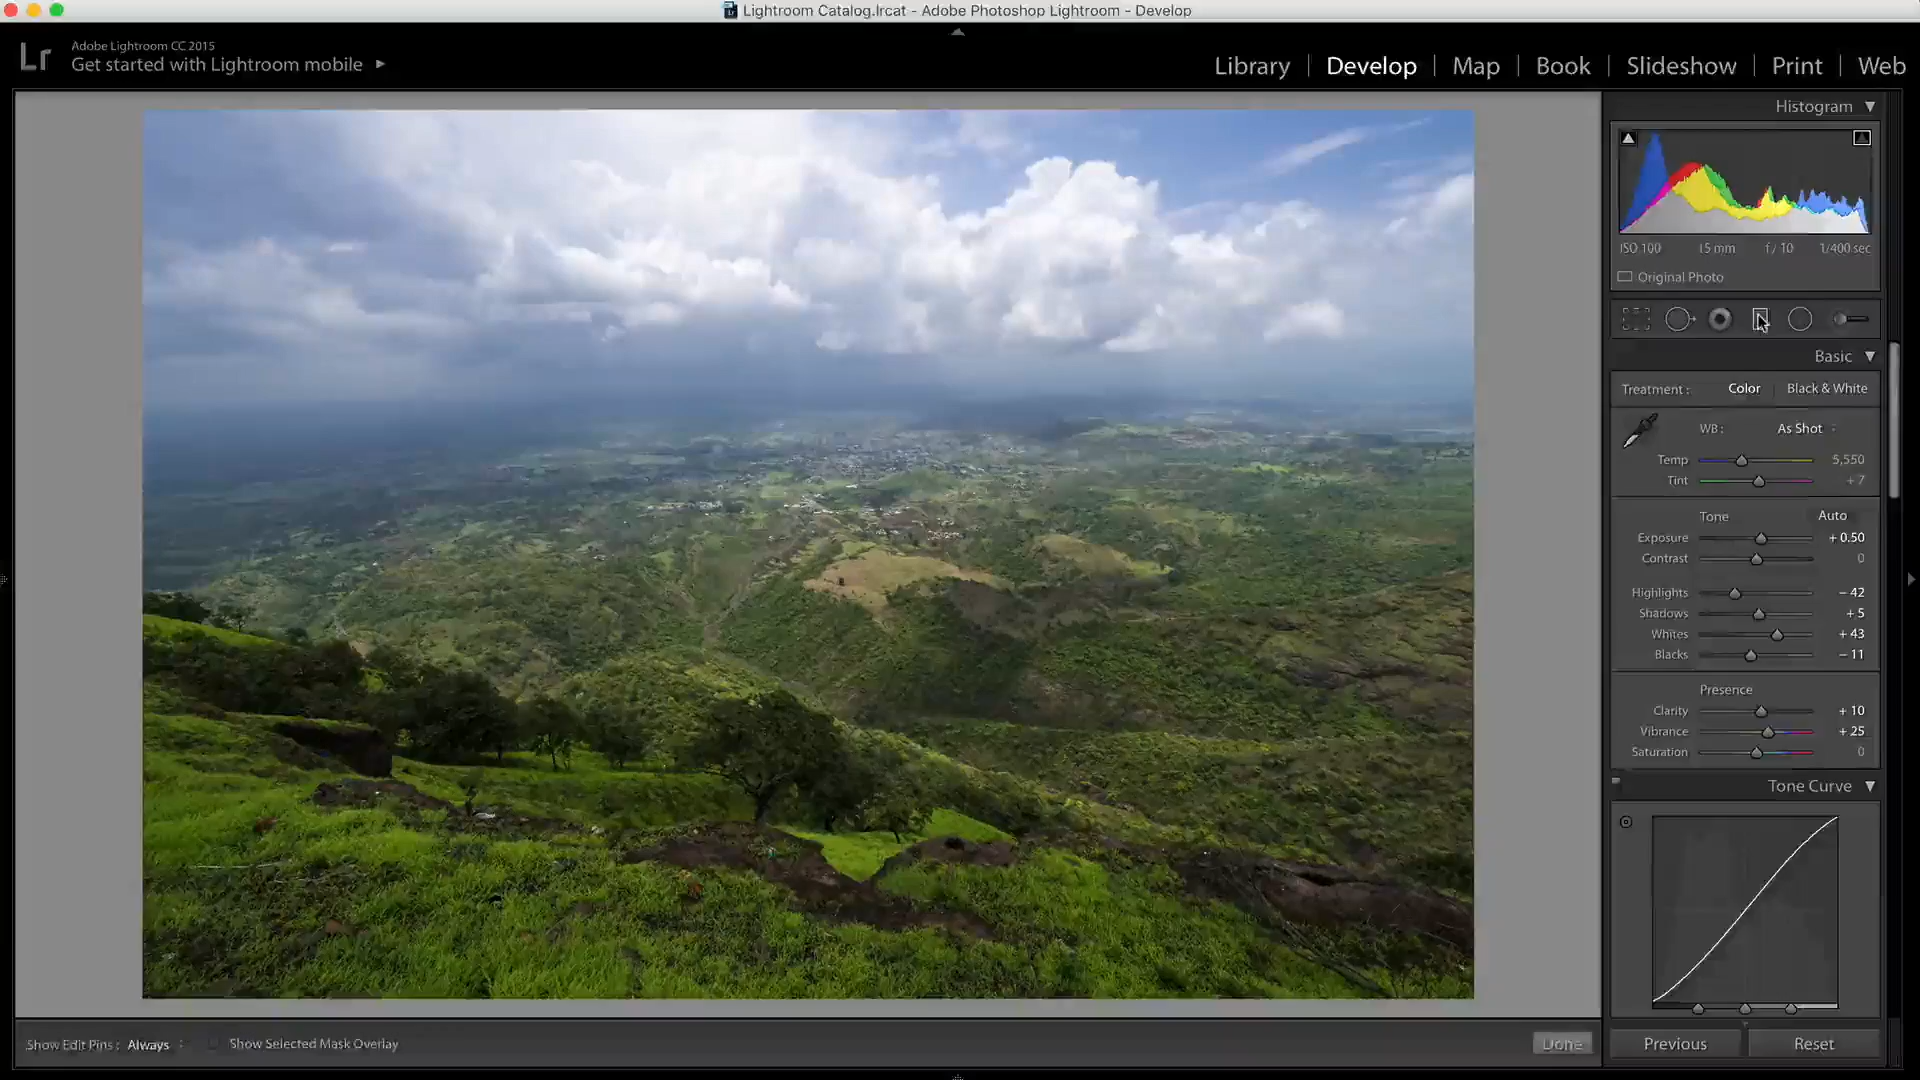 Lightroom Catalog.lrcat - Adobe Photoshop Lightroom - Develop
Lr
Adobe Lightroom CC 2015
Get started with Lightroom mobile
Library | Develop | Map | Book | Slideshow | Print | Web
Histogram
ISO 100 15 mm f / 10 1/400 sec
Original Photo
Basic
Treatment : Color Black & White
WB : As Shot
Temp 5,550
Tint + 7
Tone Auto
Exposure + 0.50
Contrast 0
Highlights - 42
Shadows + 5
Whites + 43
Blacks - 11
Presence
Clarity + 10
Vibrance + 25
Saturation 0
Tone Curve
Show Edit Pins : Always Show Selected Mask Overlay Done
Previous Reset